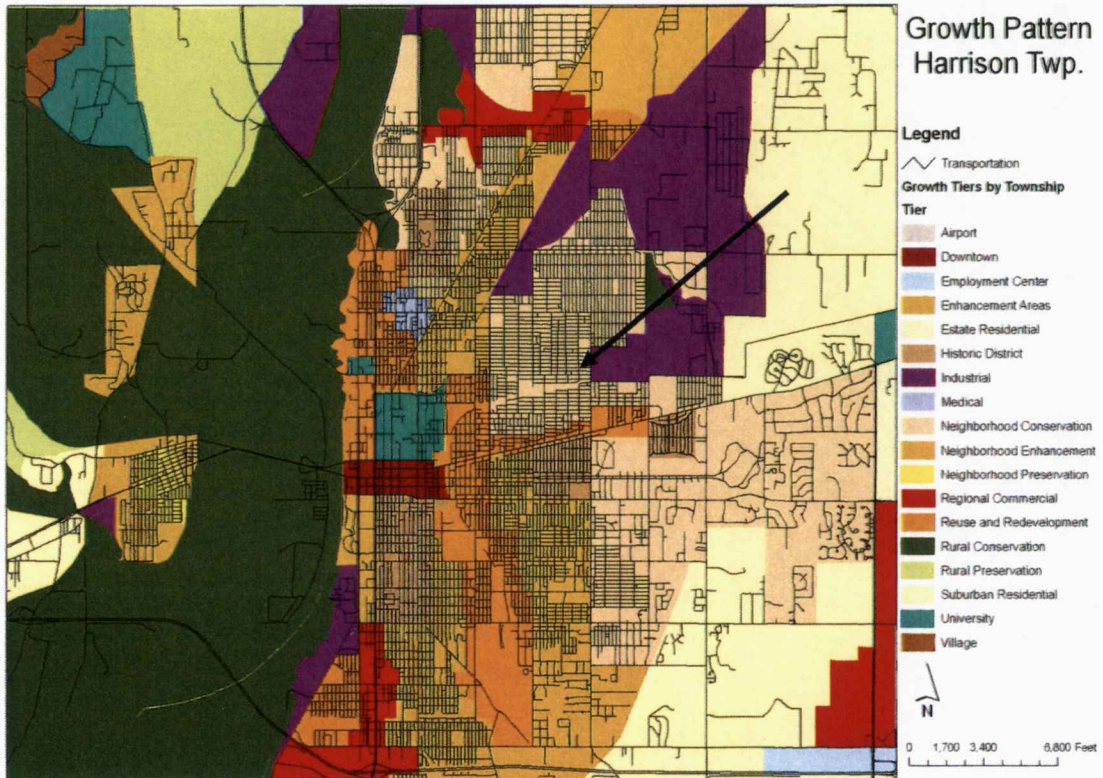 Growth Pattern
Harrison Twp.
Legend
Transportation
Growth Tiers by Township
Tier
Airport
Downtown
Employment Center
Enhancement Areas
Estate Residential
Historic District
Industrial
Medical
Neighborhood Conservation
Neighborhood Enhancement
Neighborhood Preservation
Regional Commercial
Reuse and Redevelopment
Rural Conservation
Rural Preservation
Suburban Residential
University
Village
N
0 1,700 3,400 6,800 Feet